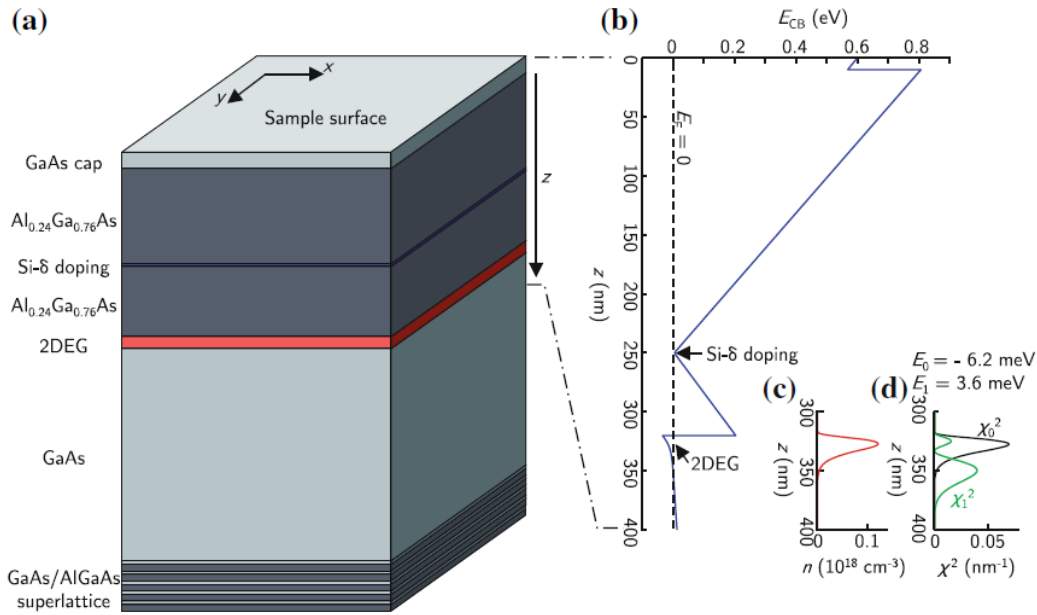 (a)
x
y
Sample surface
GaAs cap
z
Al₀.₂₄Ga₀.₇₆As
Si-δ doping
Al₀.₂₄Ga₀.₇₆As
2DEG
GaAs
GaAs/AlGaAs
superlattice
(b)
E_CB (eV)
0 0.2 0.4 0.6 0.8
0
50
100
150
200
250
300
350
400
z (nm)
E_F = 0
Si-δ doping
2DEG
(c)
300
350
400
z (nm)
0 0.1
n (10¹⁸ cm⁻³)
E₀ = - 6.2 meV
E₁ = 3.6 meV
(d)
300
350
400
z (nm)
χ₀²
χ₁²
0 0.05
χ² (nm⁻¹)